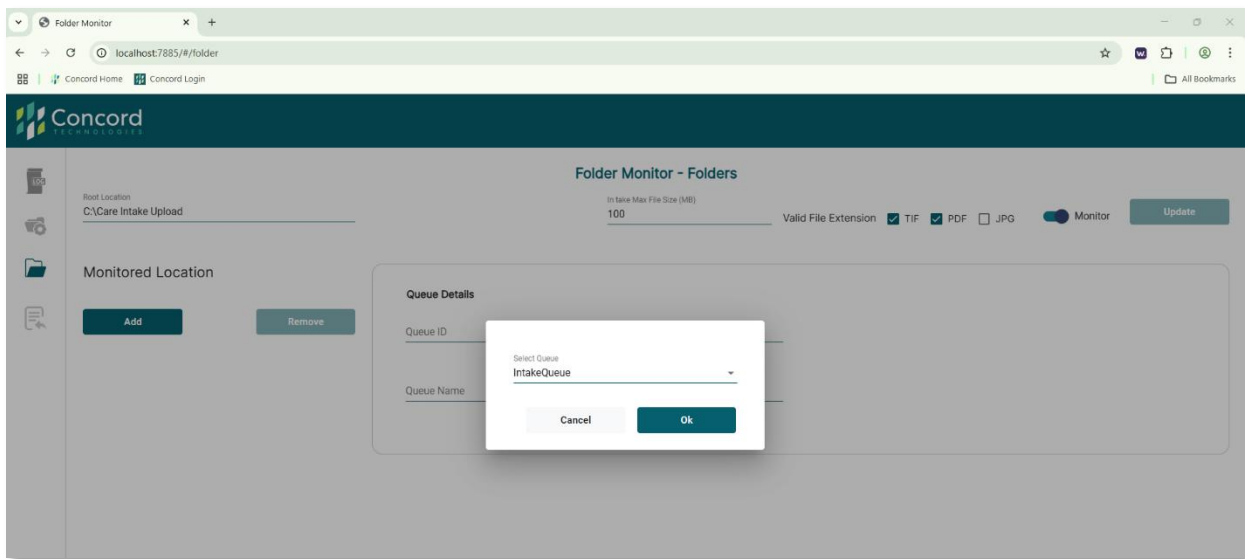 Folder Monitor
localhost:7885/#/folder
Concord Home Concord Login All Bookmarks
Concord
TECHNOLOGIES
LOG
Folder Monitor - Folders
Root Location
C:\Care Intake Upload
In take Max File Size (MB)
100
Valid File Extension TIF PDF JPG Monitor Update
Monitored Location
Add Remove
Queue Details
Queue ID
Select Queue
IntakeQueue
Queue Name
Cancel Ok